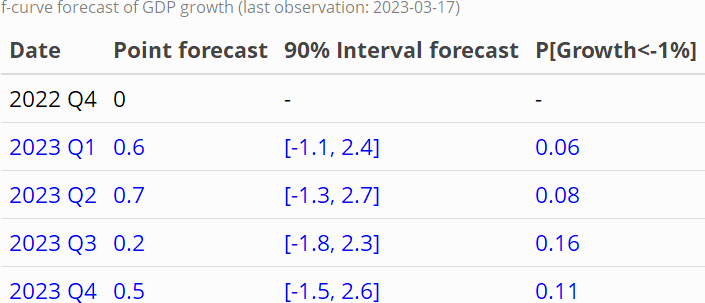 f-curve forecast of GDP growth (last observation: 2023-03-17)
Date Point forecast 90% Interval forecast P[Growth<-1%]
2022 Q4 0 - -
2023 Q1 0.6 [-1.1, 2.4] 0.06
2023 Q2 0.7 [-1.3, 2.7] 0.08
2023 Q3 0.2 [-1.8, 2.3] 0.16
2023 Q4 0.5 [-1.5, 2.6] 0.11